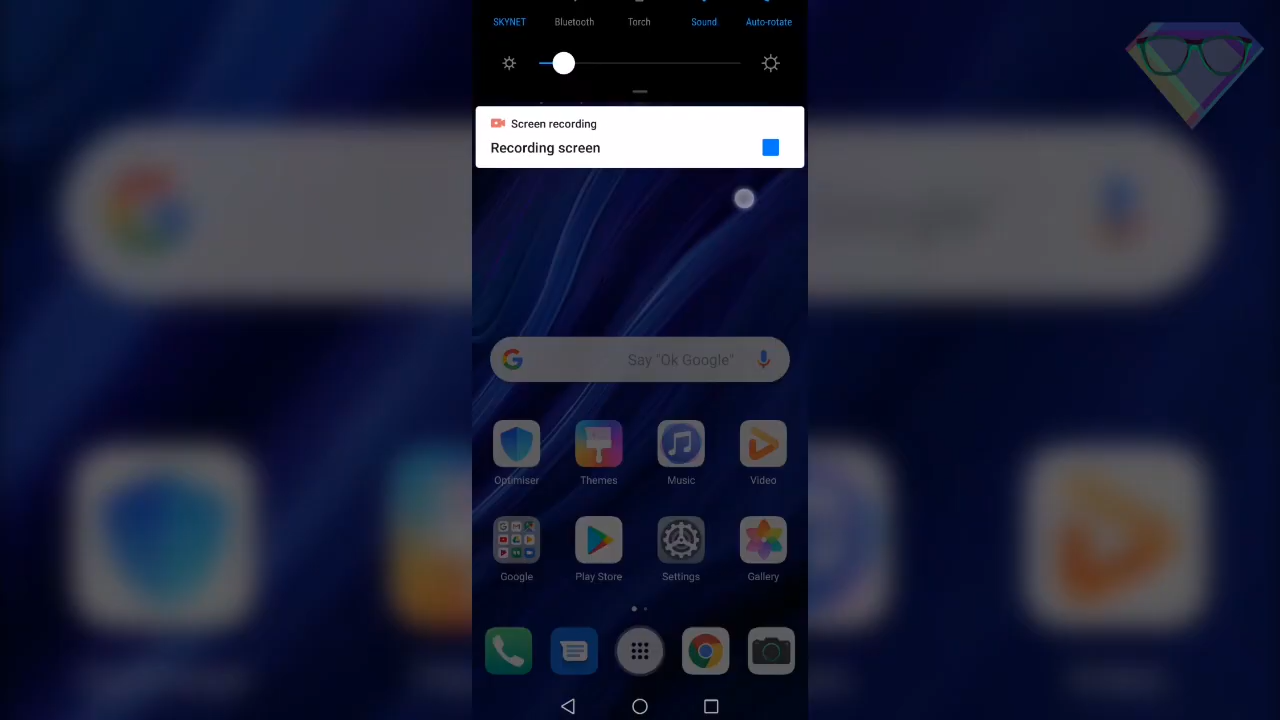 SKYNET Bluetooth Torch Sound Auto-rotate
Screen recording
Recording screen
Say "Ok Google"
Optimiser Themes Music Video
Google Play Store Settings Gallery